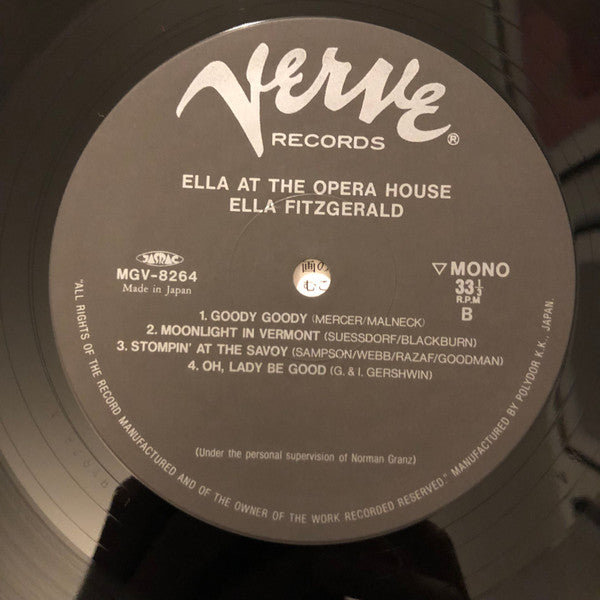 Verve
RECORDS ®
ELLA AT THE OPERA HOUSE
ELLA FITZGERALD
JASRAC
MGV-8264
Made in Japan
▽MONO
33 1/3
R.P.M
B
1. GOODY GOODY (MERCER/MALNECK)
2. MOONLIGHT IN VERMONT (SUESSDORF/BLACKBURN)
3. STOMPIN' AT THE SAVOY (SAMPSON/WEBB/RAZAF/GOODMAN)
4. OH, LADY BE GOOD (G. & I. GERSHWIN)
(Under the personal supervision of Norman Granz)
"ALL RIGHTS OF THE RECORD MANUFACTURED AND OF THE OWNER OF THE WORK RECORDED RESERVED." MANUFACTURED BY POLYDOR K.K., JAPAN.